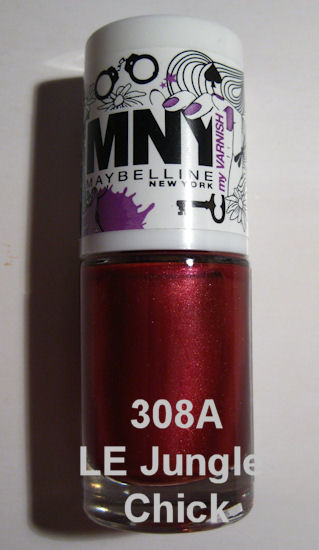 MNY
MAYBELLINE
NEW YORK
my VARNISH
308A
LE Jungle
Chick